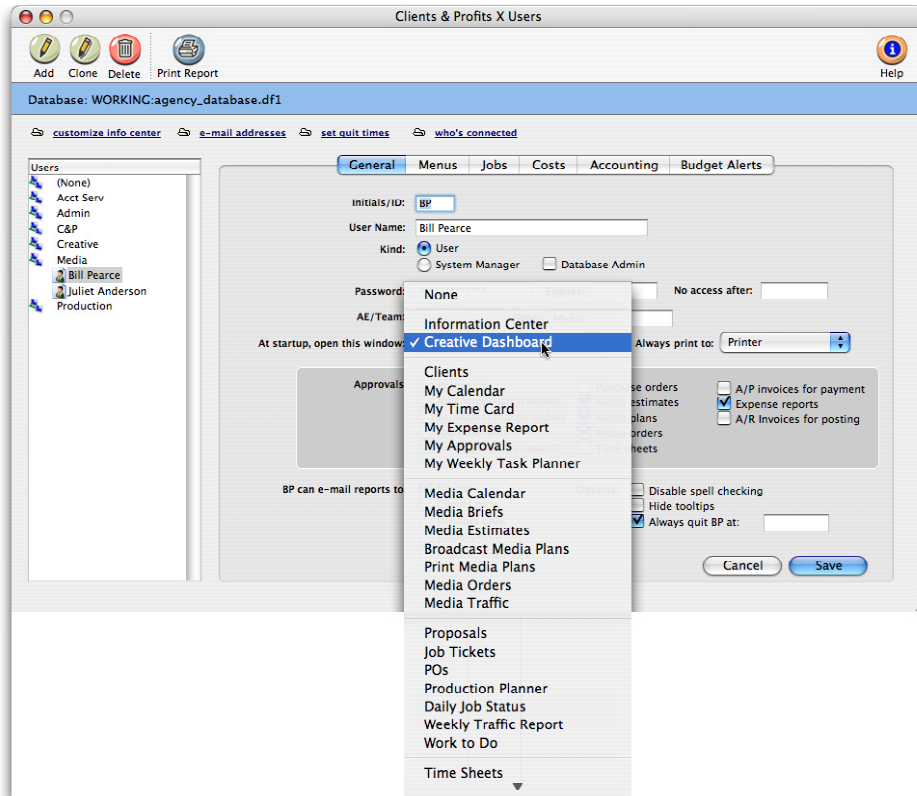 Clients & Profits X Users
Add Clone Delete Print Report Help
Database: WORKING:agency_database.df1
customize info center e-mail addresses set quit times who's connected
Users
(None)
Acct Serv
Admin
C&P
Creative
Media
Bill Pearce
Juliet Anderson
Production
General Menus Jobs Costs Accounting Budget Alerts
Initials/ID: BP
User Name: Bill Pearce
Kind: User
System Manager Database Admin
Password: No access after:
AE/Team:
At startup, open this window: Always print to: Printer
None
Information Center
✓ Creative Dashboard
Clients
My Calendar
My Time Card
My Expense Report
My Approvals
My Weekly Task Planner
Media Calendar
Media Briefs
Media Estimates
Broadcast Media Plans
Print Media Plans
Media Orders
Media Traffic
Proposals
Job Tickets
POs
Production Planner
Daily Job Status
Weekly Traffic Report
Work to Do
Time Sheets
Approvals
orders A/P invoices for payment
estimates Expense reports
plans A/R Invoices for posting
orders
sheets
BP can e-mail reports to
Disable spell checking
Hide tooltips
Always quit BP at:
Cancel Save